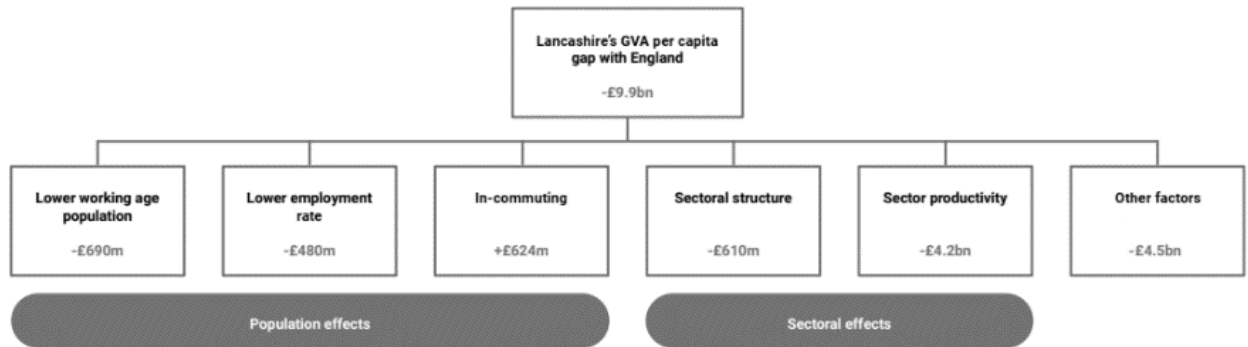 Lancashire's GVA per capita
gap with England
-£9.9bn
Lower working age
population
-£690m
Lower employment
rate
-£480m
In-commuting
+£624m
Sectoral structure
-£610m
Sector productivity
-£4.2bn
Other factors
-£4.5bn
Population effects
Sectoral effects